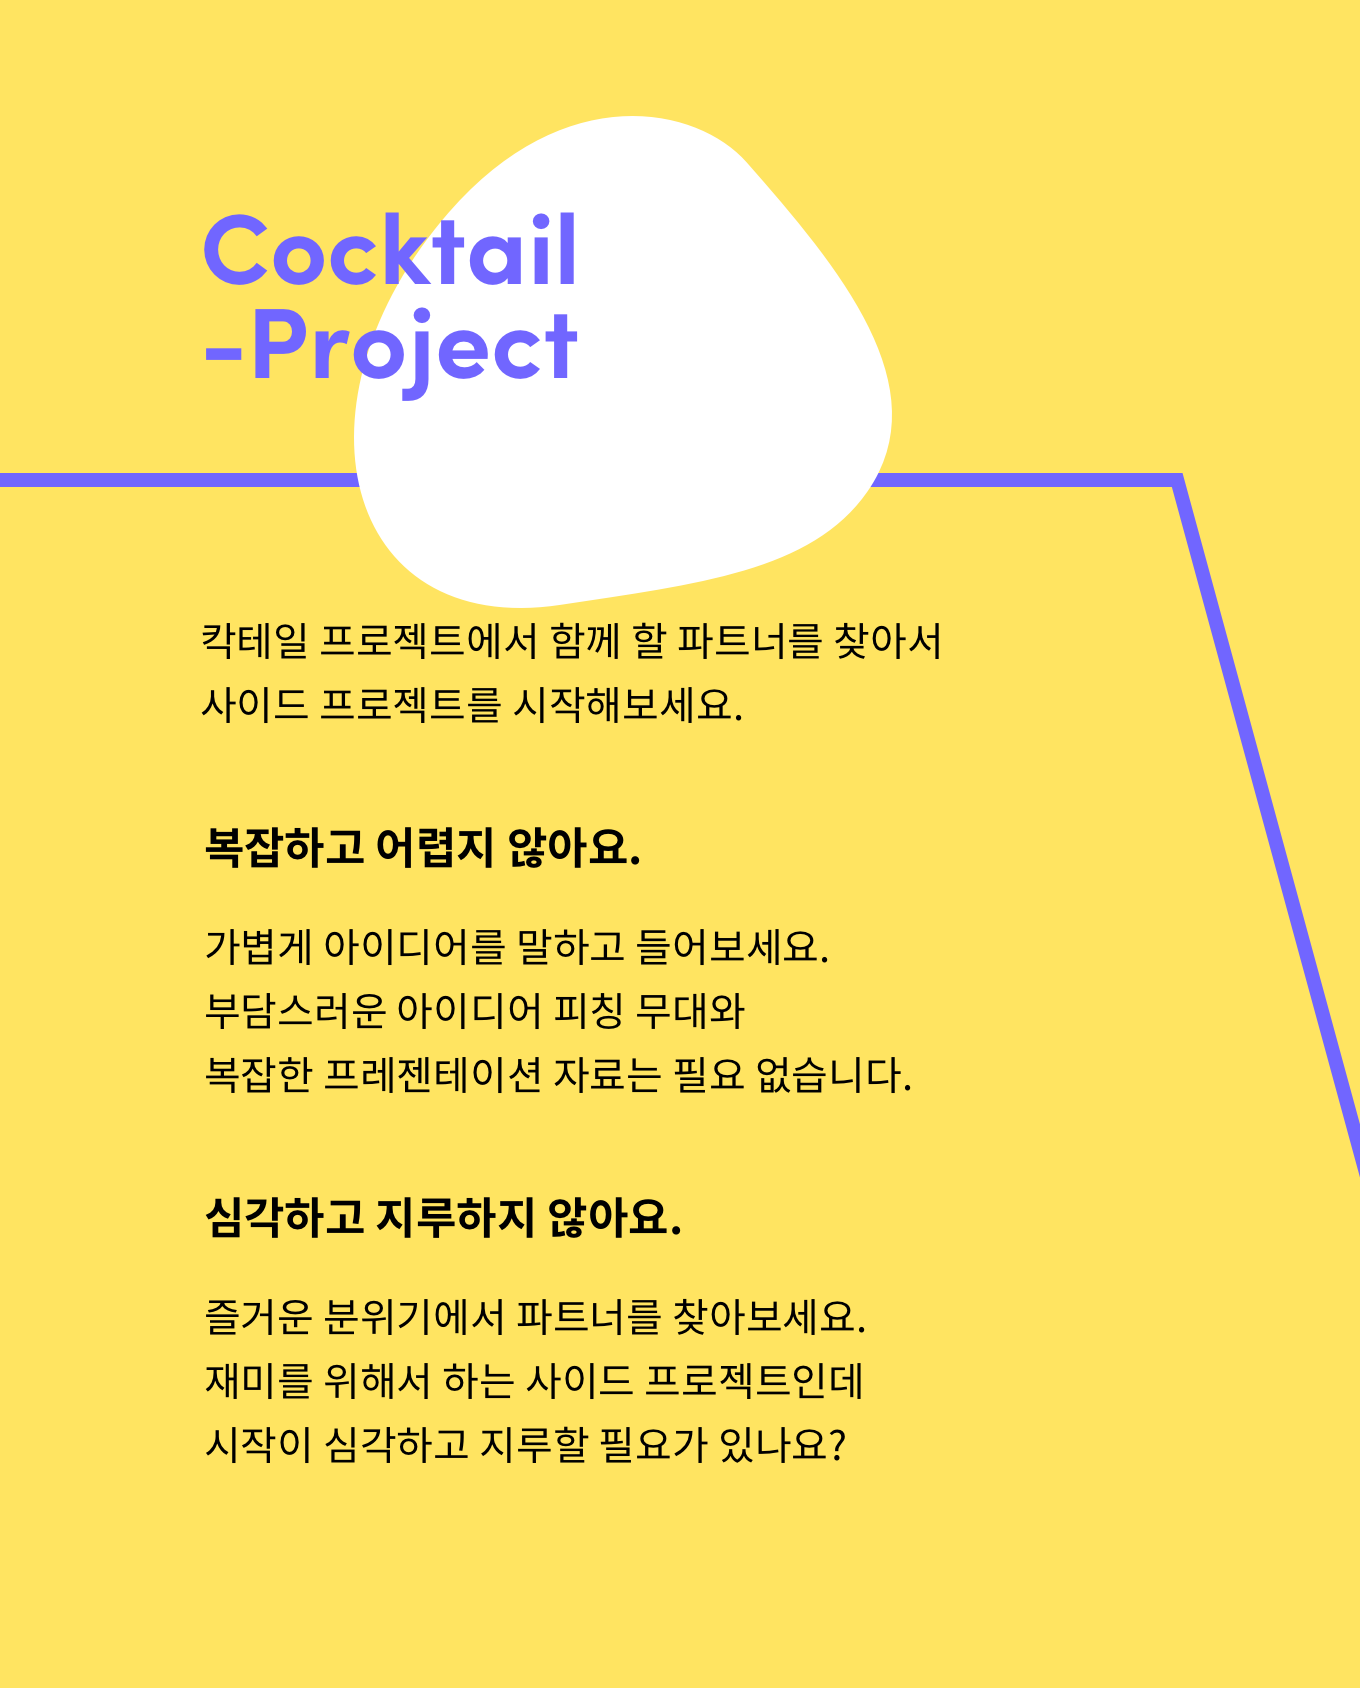 Cocktail
-Project
칵테일 프로젝트에서 함께 할 파트너를 찾아서
사이드 프로젝트를 시작해보세요.
복잡하고 어렵지 않아요.
가볍게 아이디어를 말하고 들어보세요.
부담스러운 아이디어 피칭 무대와
복잡한 프레젠테이션 자료는 필요 없습니다.
심각하고 지루하지 않아요.
즐거운 분위기에서 파트너를 찾아보세요.
재미를 위해서 하는 사이드 프로젝트인데
시작이 심각하고 지루할 필요가 있나요?